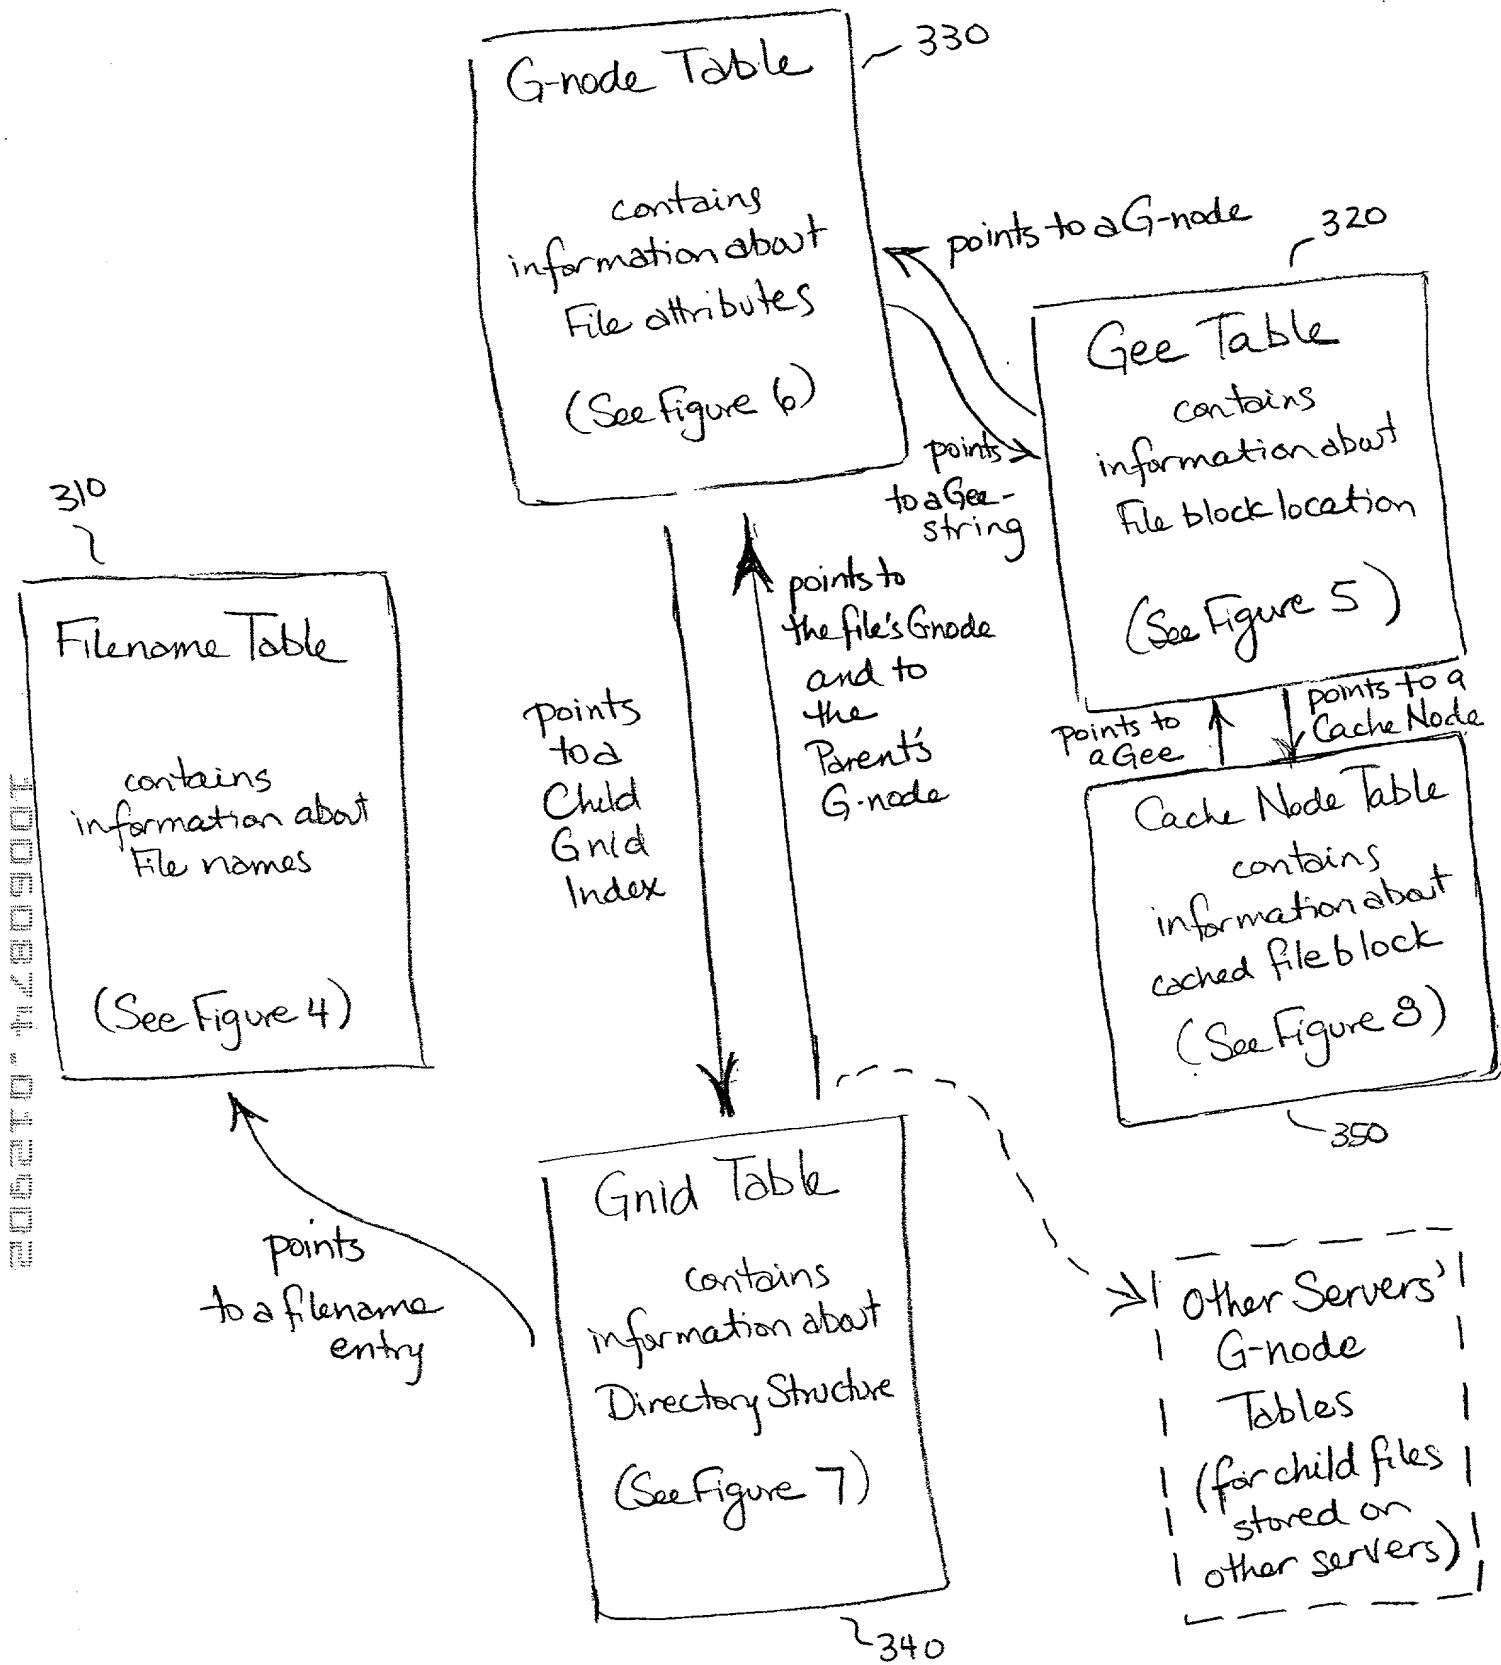 G-node Table
330
contains
information about
File attributes
(See Figure 6)
points to a G-node
320
Gee Table
contains
information about
File block location
(See Figure 5)
points
to a Gee-
string
310
Filename Table
contains
information about
File names
(See Figure 4)
points
to a
Child
Gnid
Index
points to
the file's Gnode
and to
the
Parent's
G-node
points to
a Gee
points to a
Cache Node
Cache Node Table
contains
information about
cached file block
(See Figure 8)
350
points
to a filename
entry
Gnid Table
contains
information about
Directory Structure
(See Figure 7)
340
Other Servers'
G-node
Tables
(for child files
stored on
other servers)
10060874.012902